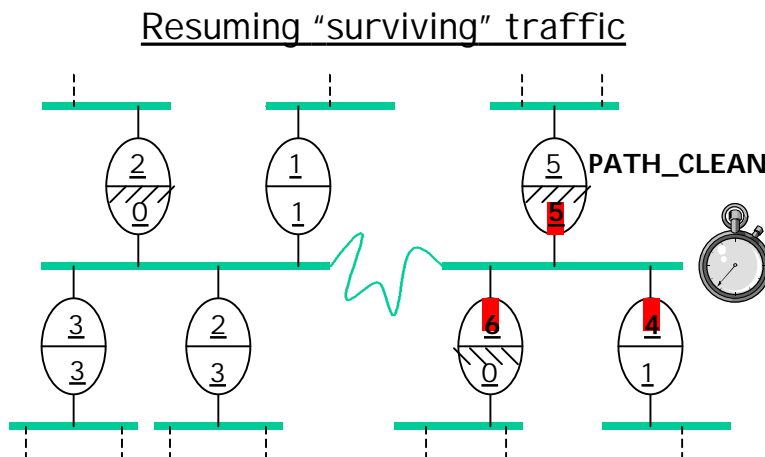 Resuming “surviving” traffic
2 1 5 PATH_CLEAN
0 1 5
3 2 6 4
3 3 0 1